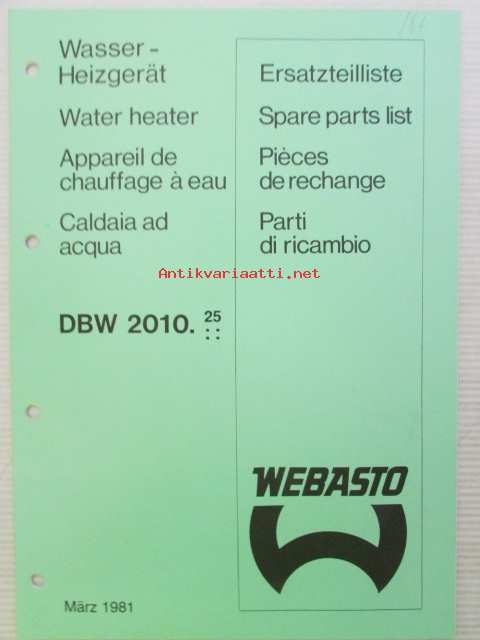 Wasser-
Heizgerät
Water heater
Appareil de
chauffage à eau
Caldaia ad
acqua
DBW 2010. 25
: :
Ersatzteilliste
Spare parts list
Pièces
de rechange
Parti
di ricambio
Antikvariaatti.net
WEBASTO
März 1981